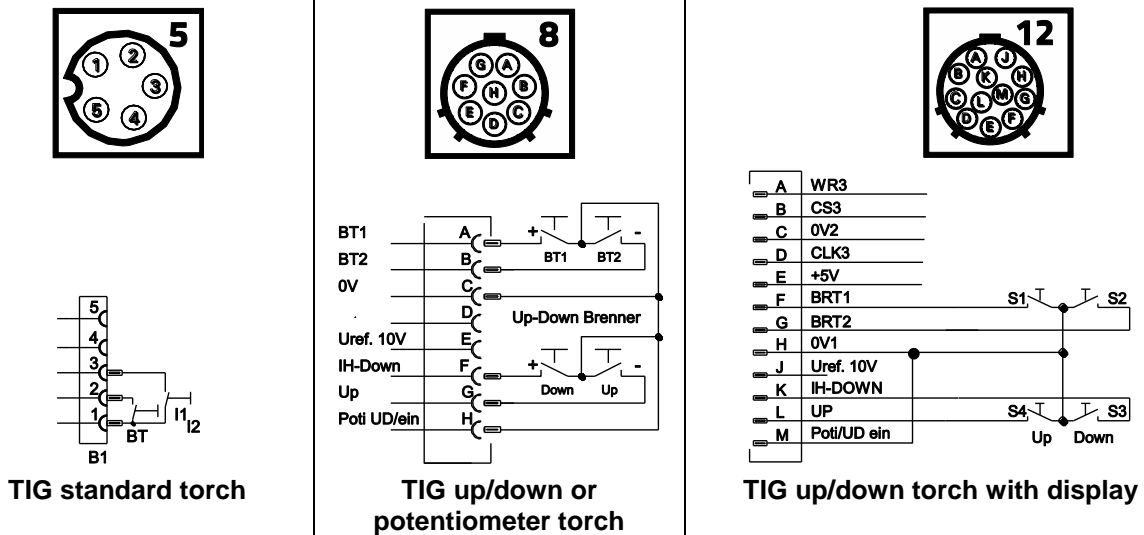 5
1
2
3
5
4
5
4
3
2
1
BT
I1
I2
B1
TIG standard torch
8
G A
F B
H
E C
D
BT1 A + -
BT2 B BT1 BT2
0V C
D Up-Down Brenner
Uref. 10V E
IH-Down F + -
Up G Down Up
Poti UD/ein H
TIG up/down or
potentiometer torch
12
A J
B K H
C L M G
D F
E
A WR3
B CS3
C 0V2
D CLK3
E +5V
F BRT1 S1 S2
G BRT2
H 0V1
J Uref. 10V
K IH-DOWN
L UP S4 S3
M Poti/UD ein Up Down
TIG up/down torch with display